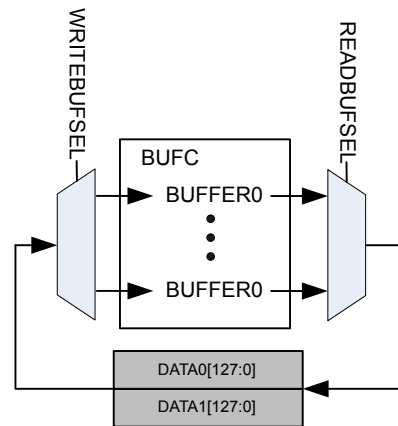 WRITEBUFSEL
READBUFSEL
BUFC
BUFFER0
BUFFER0
DATA0[127:0]
DATA1[127:0]